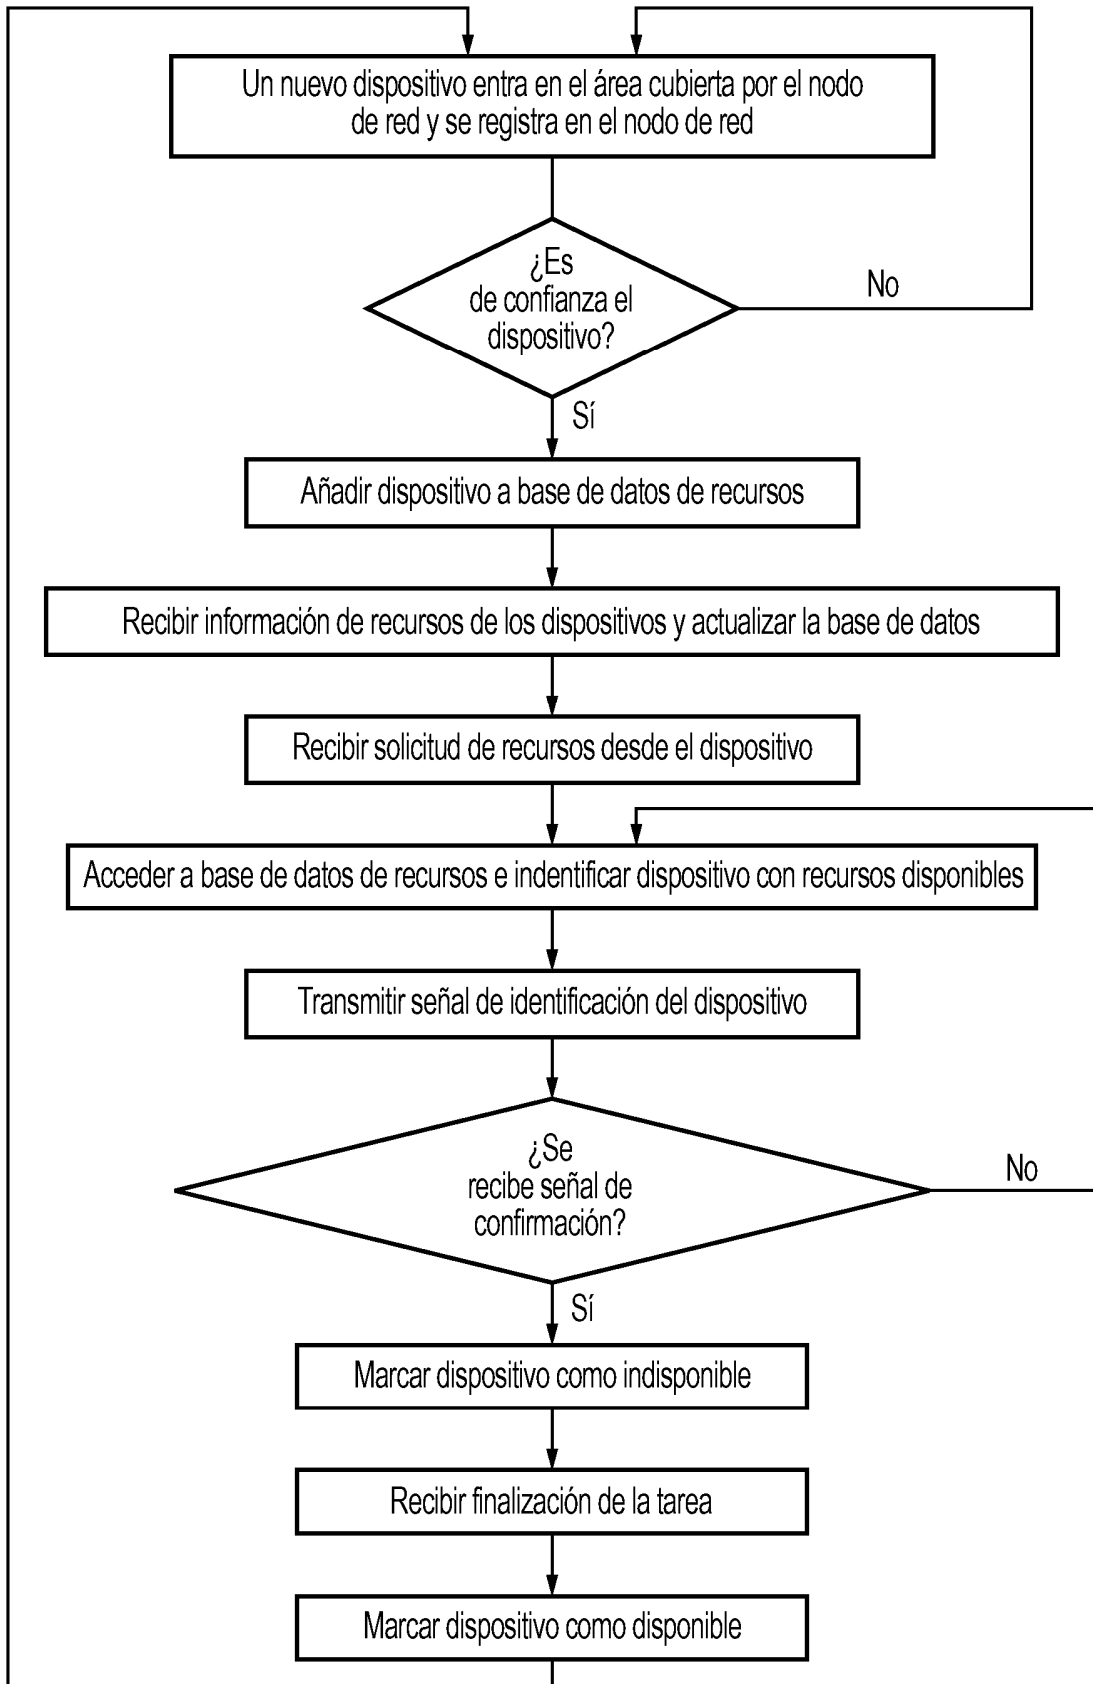 Un nuevo dispositivo entra en el área cubierta por el nodo
de red y se registra en el nodo de red
¿Es
de confianza el
dispositivo?
No
Sí
Añadir dispositivo a base de datos de recursos
Recibir información de recursos de los dispositivos y actualizar la base de datos
Recibir solicitud de recursos desde el dispositivo
Acceder a base de datos de recursos e indentificar dispositivo con recursos disponibles
Transmitir señal de identificación del dispositivo
¿Se
recibe señal de
confirmación?
No
Sí
Marcar dispositivo como indisponible
Recibir finalización de la tarea
Marcar dispositivo como disponible